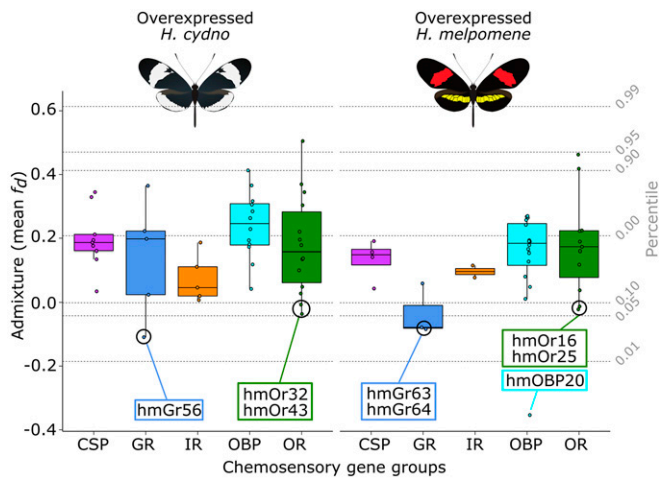 Overexpressed
H. cydno
Overexpressed
H. melpomene
Admixture (mean fd)
0.6
0.4
0.2
0.0
-0.2
-0.4
0.99
0.95
0.90
0.00
0.10
0.05
0.01
Percentile
hmGr56
hmOr32
hmOr43
hmGr63
hmGr64
hmOr16
hmOr25
hmOBP20
CSP GR IR OBP OR
CSP GR IR OBP OR
Chemosensory gene groups